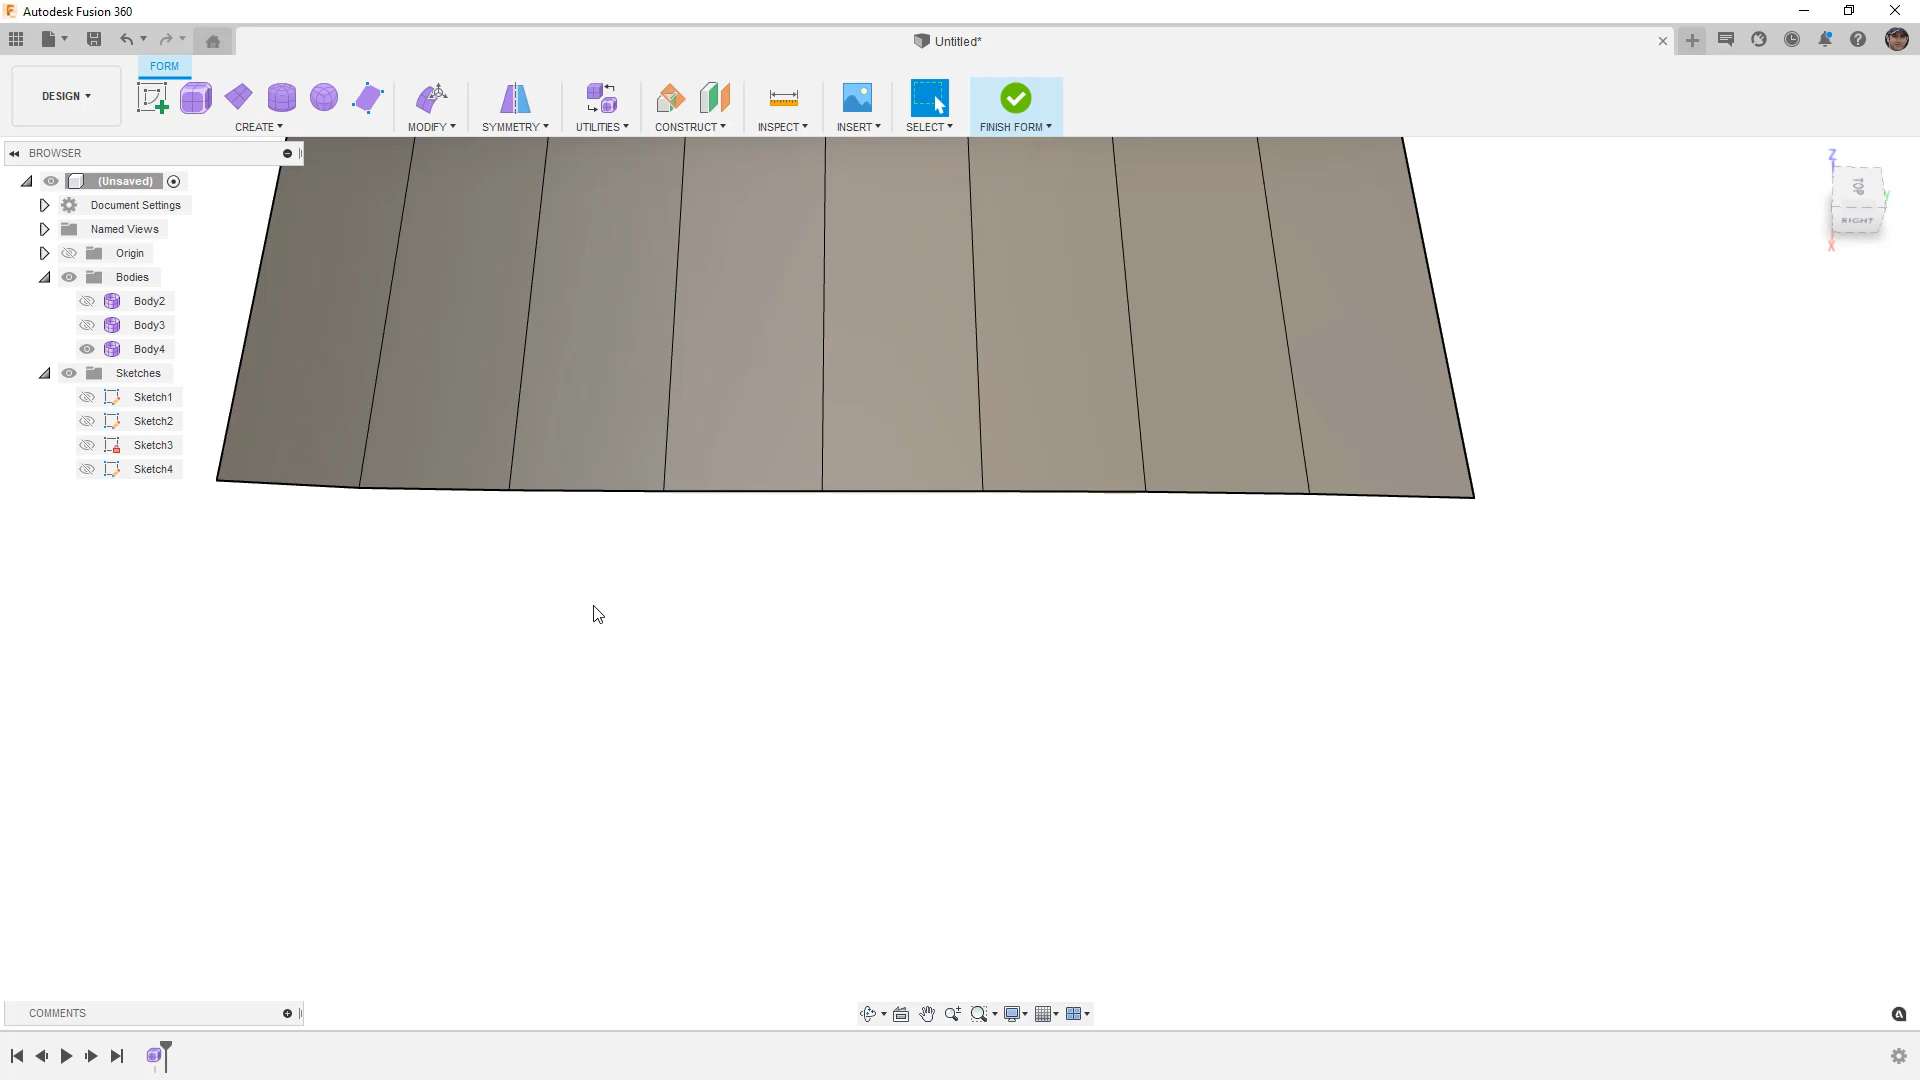 Autodesk Fusion 360
Untitled*
FORM
DESIGN
CREATE
MODIFY
SYMMETRY
UTILITIES
CONSTRUCT
INSPECT
INSERT
SELECT
FINISH FORM
BROWSER
(Unsaved)
Document Settings
Named Views
Origin
Bodies
Body2
Body3
Body4
Sketches
Sketch1
Sketch2
Sketch3
Sketch4
Z
TOP
Y
RIGHT
X
COMMENTS